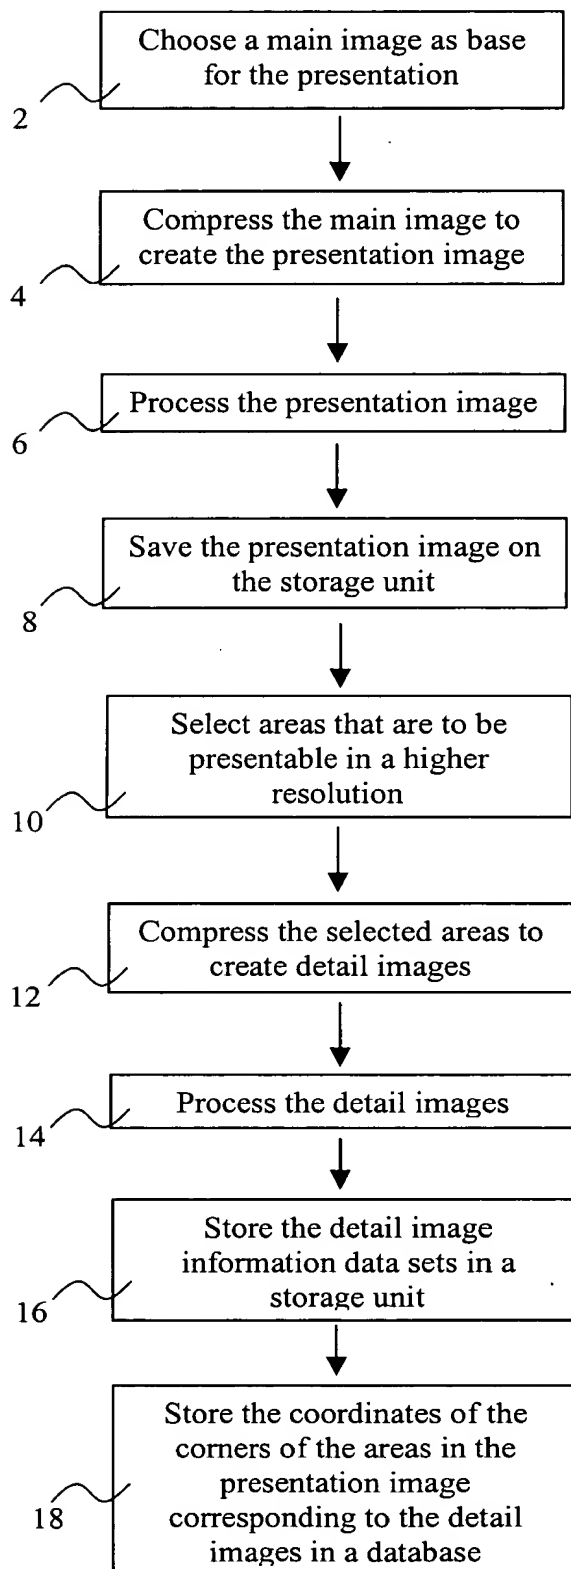 Choose a main image as base
for the presentation
2
Compress the main image to
create the presentation image
4
Process the presentation image
6
Save the presentation image on
the storage unit
8
Select areas that are to be
presentable in a higher
resolution
10
Compress the selected areas to
create detail images
12
Process the detail images
14
Store the detail image
information data sets in a
storage unit
16
Store the coordinates of the
corners of the areas in the
presentation image
corresponding to the detail
images in a database
18